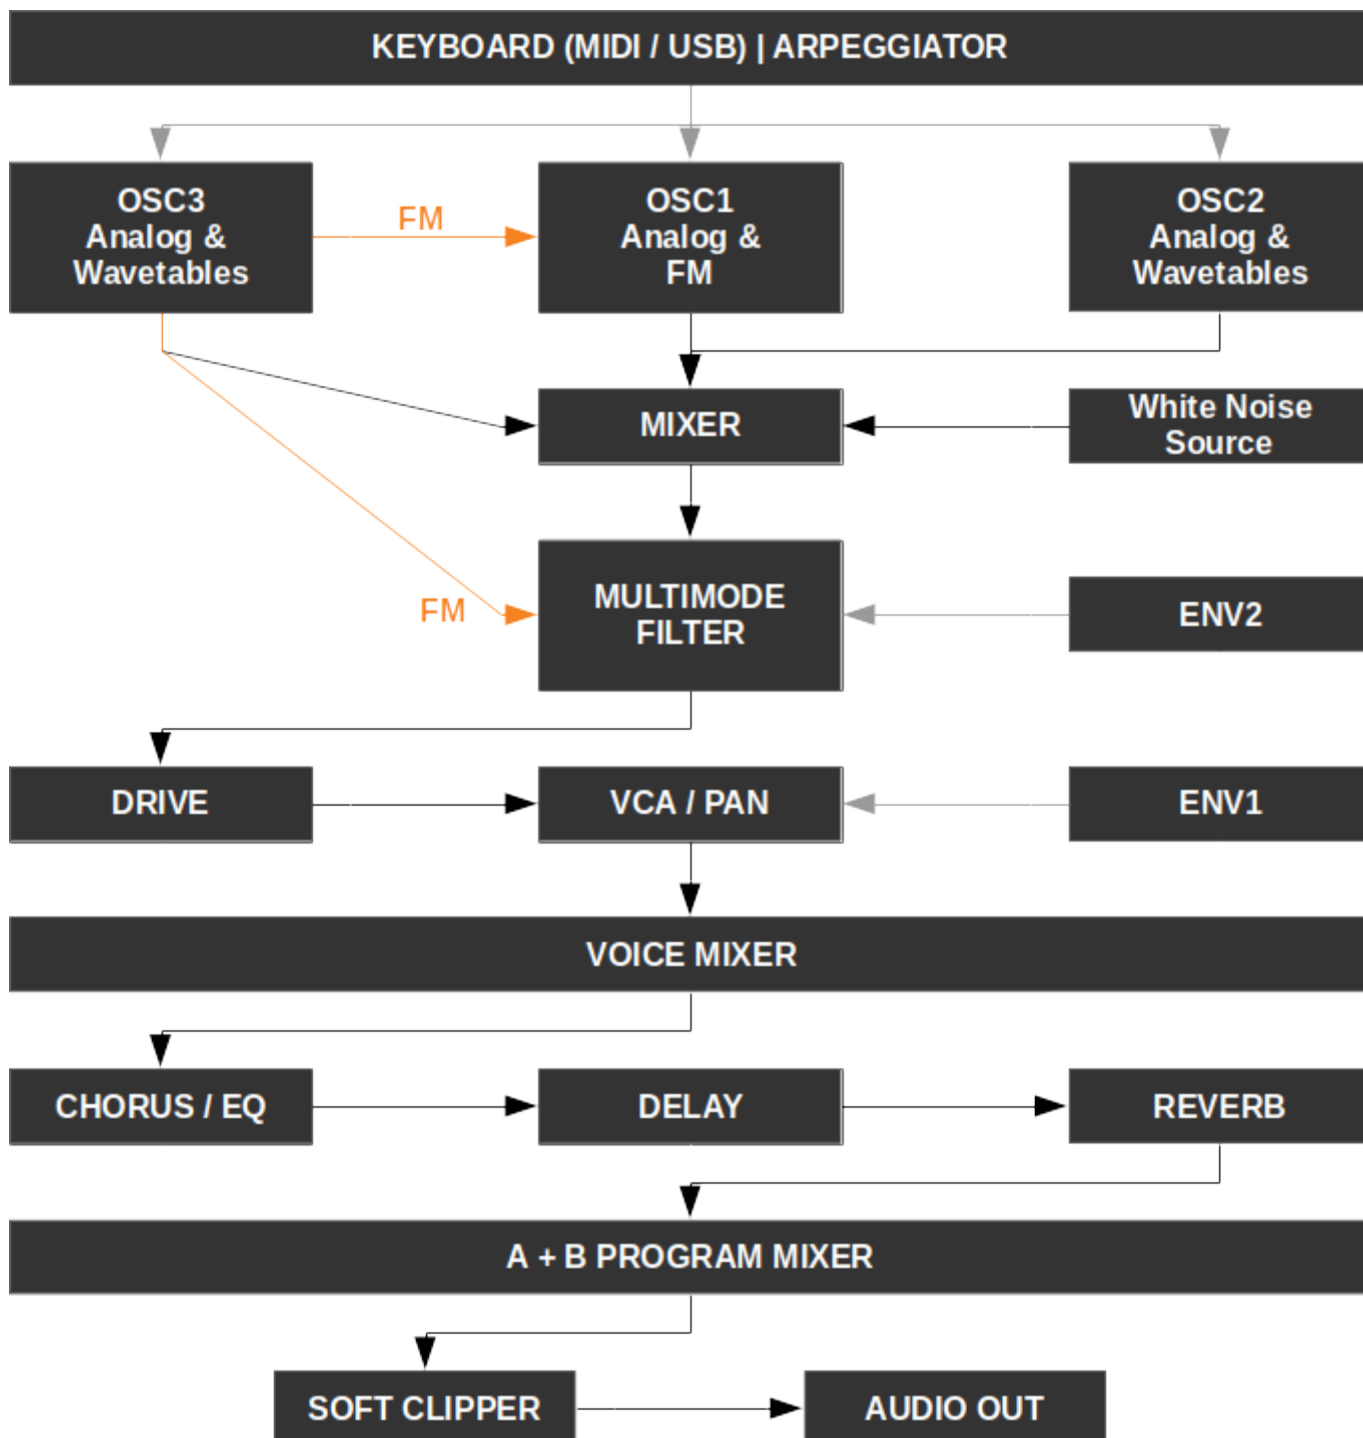 KEYBOARD (MIDI / USB) | ARPEGGIATOR
OSC3
Analog &
Wavetables
FM
OSC1
Analog &
FM
OSC2
Analog &
Wavetables
MIXER
White Noise
Source
FM
MULTIMODE
FILTER
ENV2
DRIVE
VCA / PAN
ENV1
VOICE MIXER
CHORUS / EQ
DELAY
REVERB
A + B PROGRAM MIXER
SOFT CLIPPER
AUDIO OUT